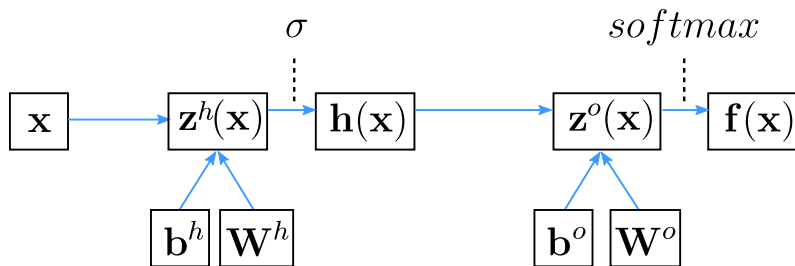 σ softmax
x z^h(x) h(x) z^o(x) f(x)
b^h W^h b^o W^o